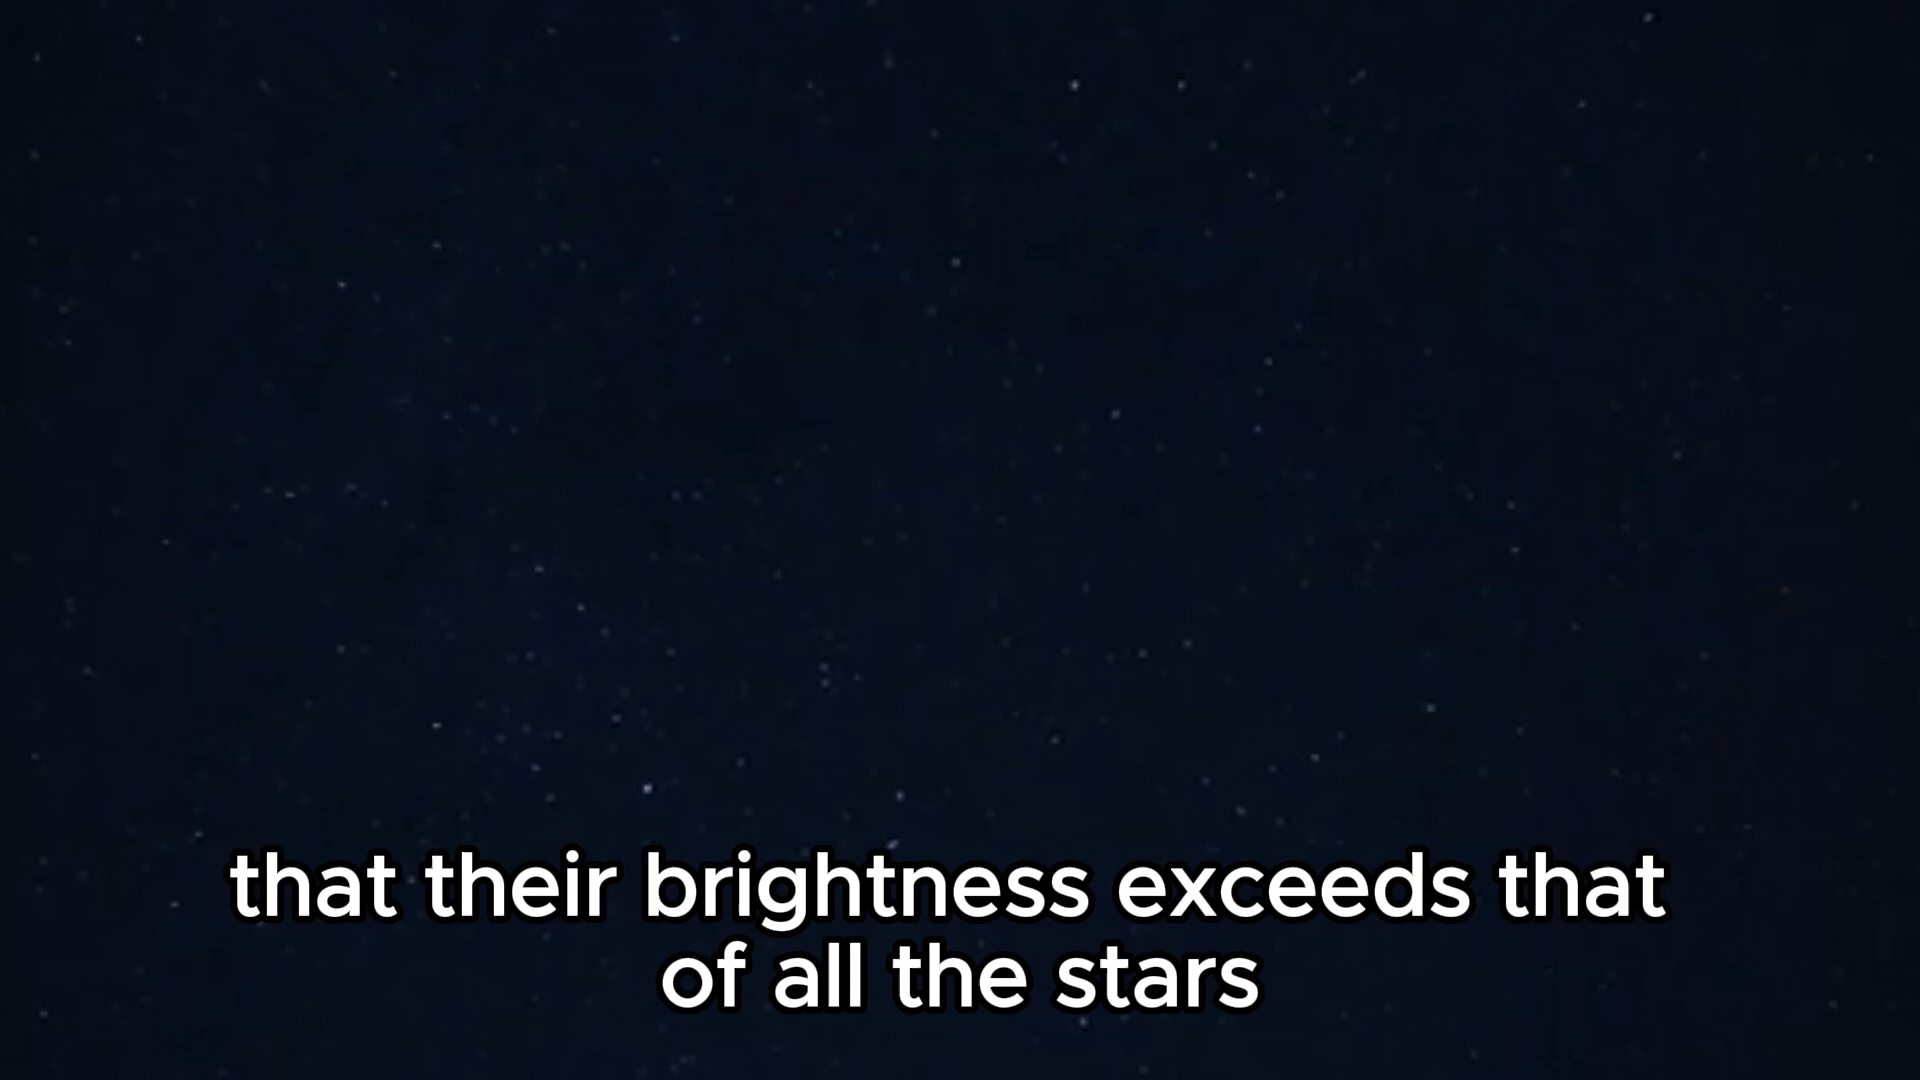 that their brightness exceeds that
of all the stars